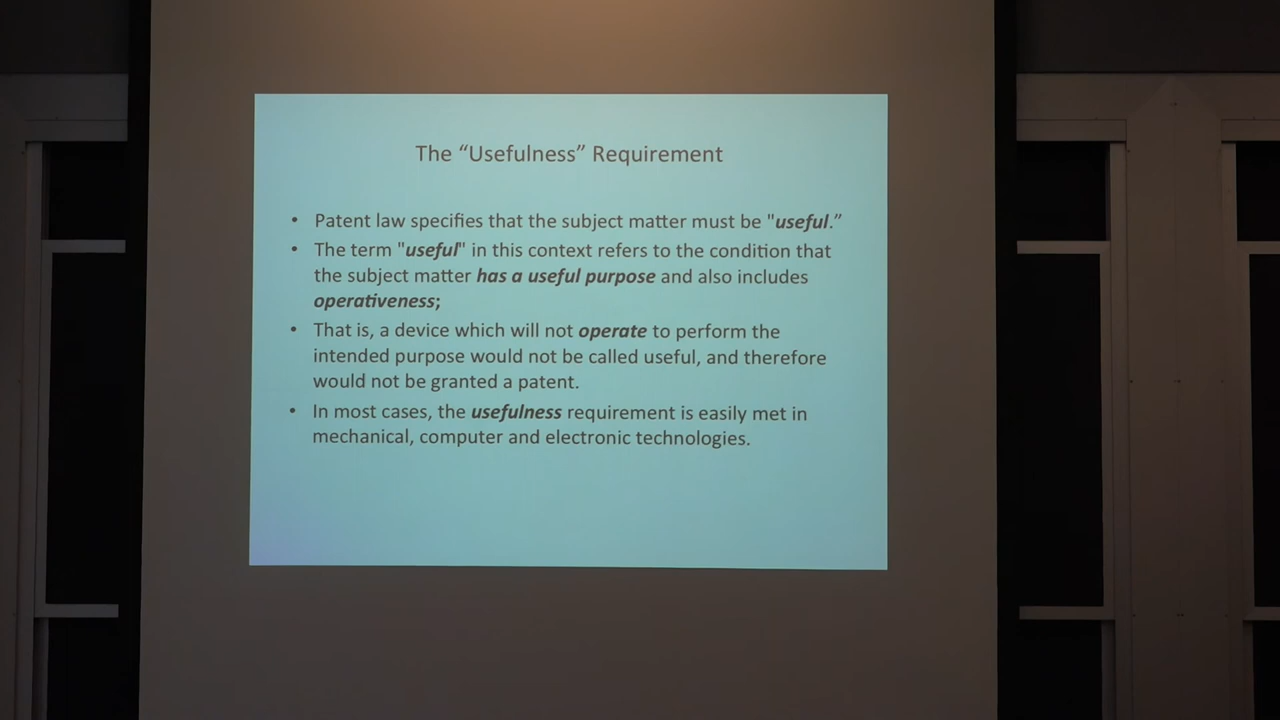 The “Usefulness” Requirement
• Patent law specifies that the subject matter must be "useful.”
• The term "useful" in this context refers to the condition that
the subject matter has a useful purpose and also includes
operativeness;
• That is, a device which will not operate to perform the
intended purpose would not be called useful, and therefore
would not be granted a patent.
• In most cases, the usefulness requirement is easily met in
mechanical, computer and electronic technologies.